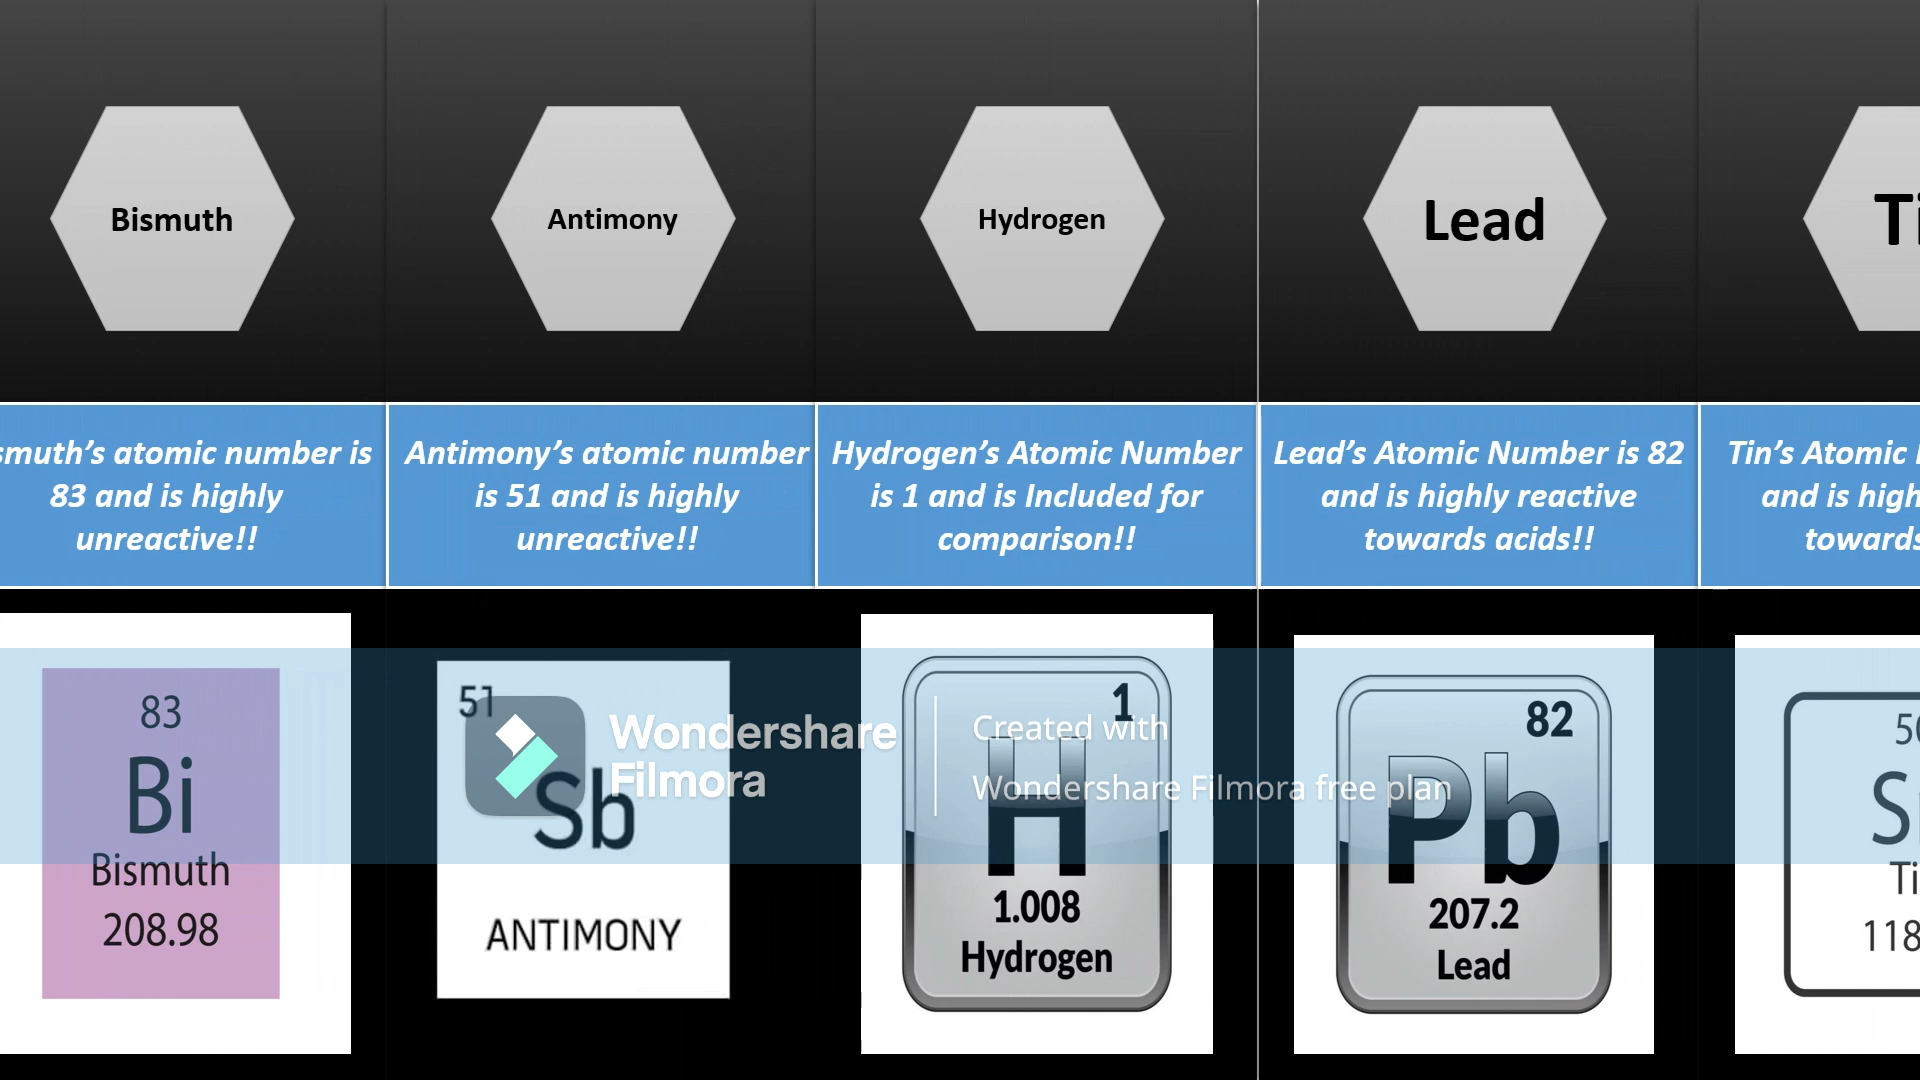 Bismuth
Antimony
Hydrogen
Lead
smuth's atomic number is
83 and is highly
unreactive!!
Antimony's atomic number
is 51 and is highly
unreactive!!
Hydrogen's Atomic Number
is 1 and is Included for
comparison!!
Lead's Atomic Number is 82
and is highly reactive
towards acids!!
Tin's Atomic
and is high
towards
83
Bi
Bismuth
208.98
51
Sb
ANTIMONY
Wondershare
Filmora
Created with
Wondershare Filmora free plan
1
H
1.008
Hydrogen
82
Pb
207.2
Lead
118